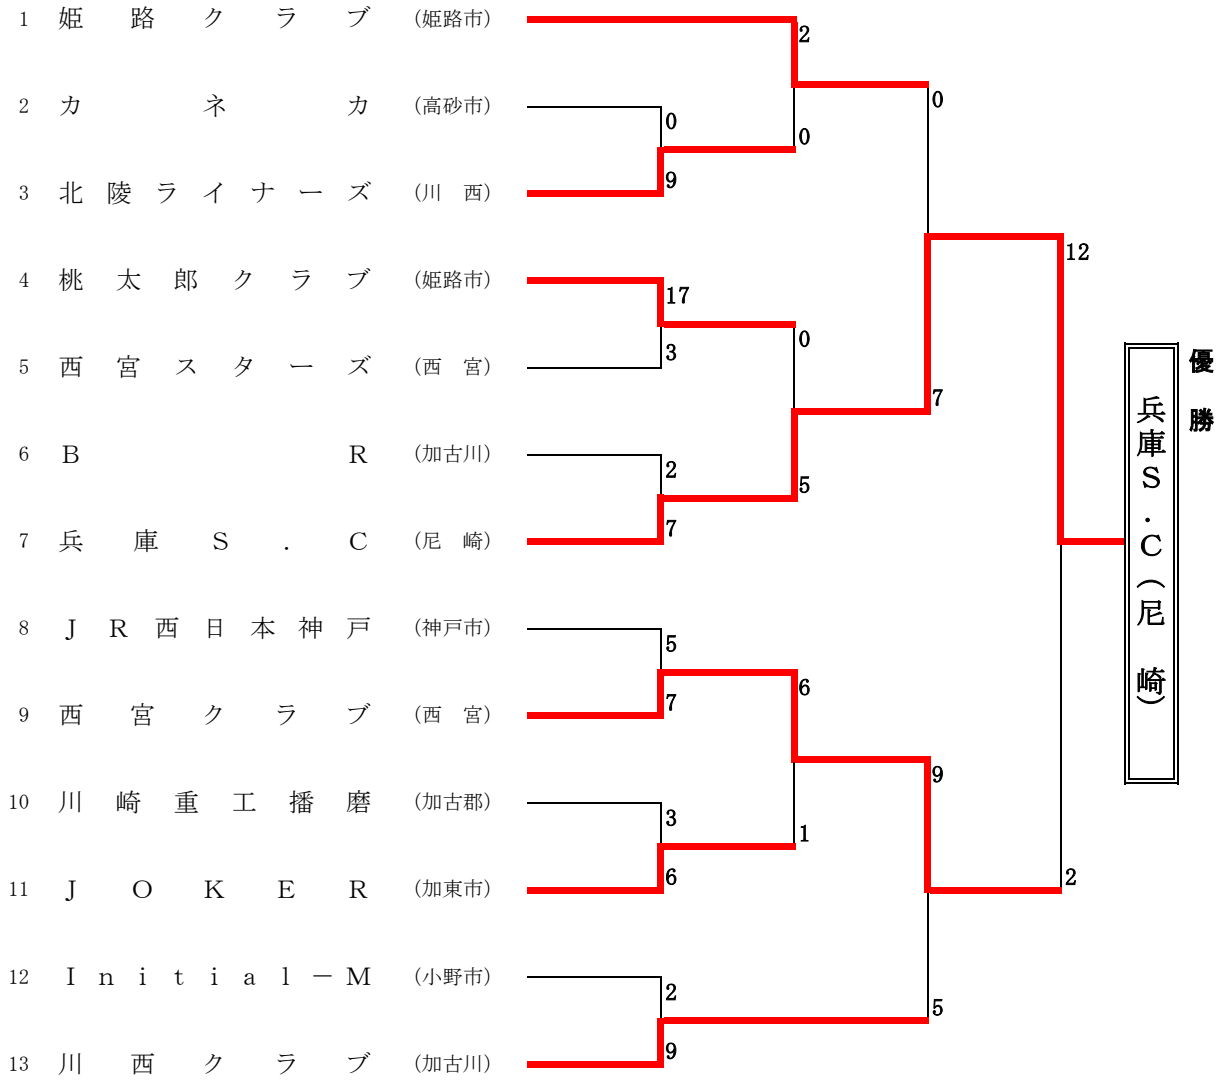 1 姫路クラブ (姫路市)
2 カネカ (高砂市)
3 北陵ライナーズ (川 西)
4 桃太郎クラブ (姫路市)
5 西宮スターズ (西 宮)
6 BR (加古川)
7 兵庫S.C (尼 崎)
8 JR西日本神戸 (神戸市)
9 西宮クラブ (西 宮)
10 川崎重工播磨 (加古郡)
11 JOKER (加東市)
12 Initial-M (小野市)
13 川西クラブ (加古川)
0
9
17
3
2
7
5
7
3
6
2
9
2
0
0
5
6
1
0
7
9
5
12
2
優勝
兵庫S.C(尼 崎)